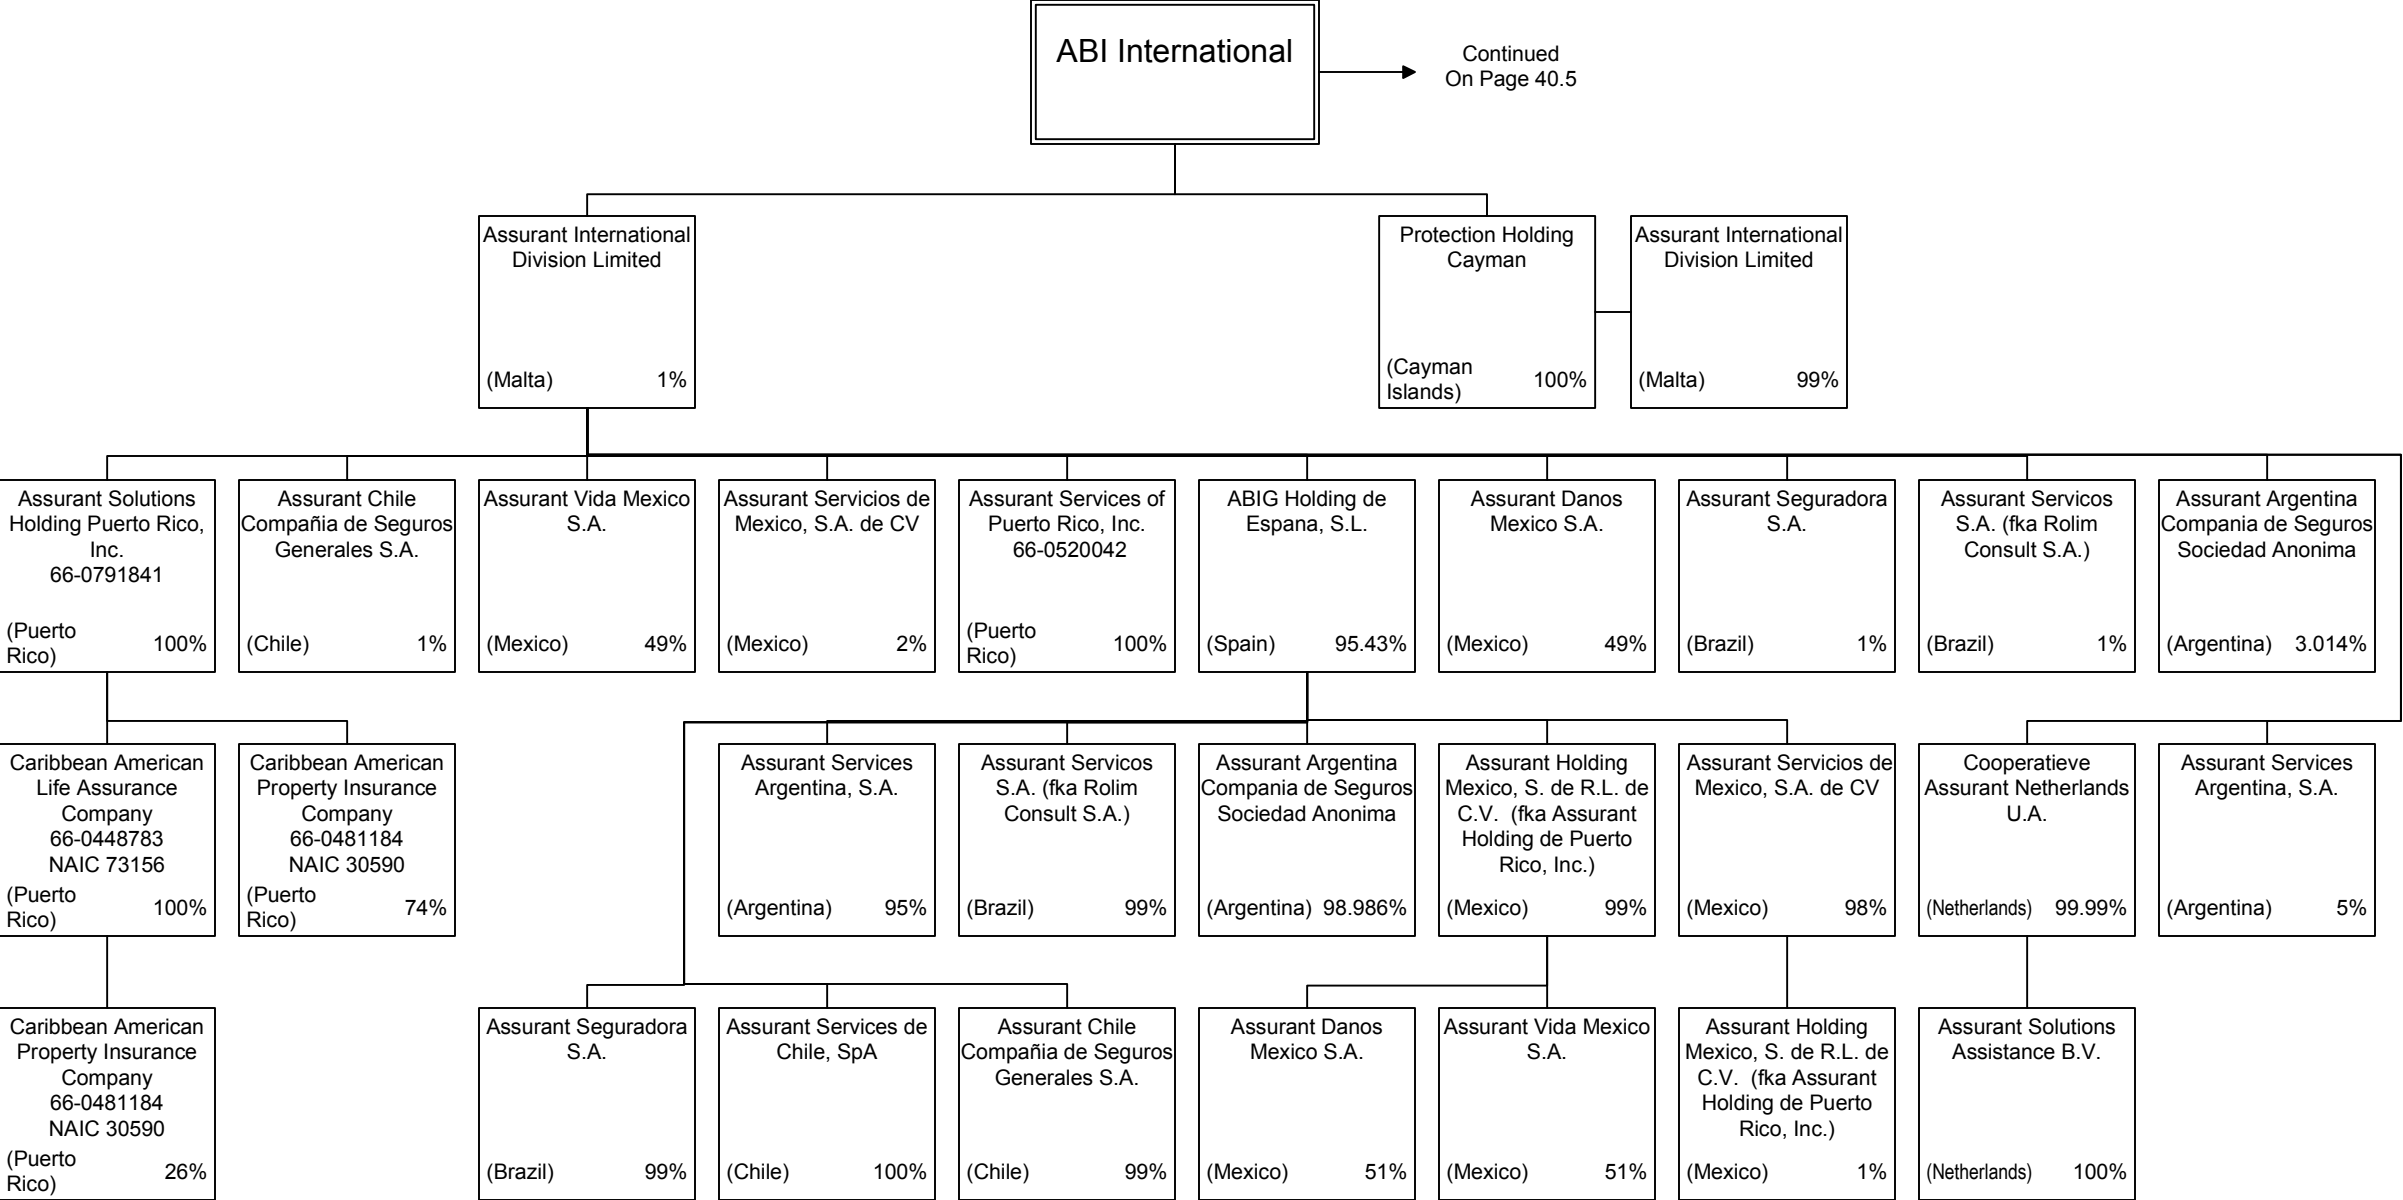 ABI International
Continued
On Page 40.5
Assurant International
Division Limited
(Malta) 1%
Protection Holding
Cayman
(Cayman
Islands) 100%
Assurant International
Division Limited
(Malta) 99%
Assurant Solutions
Holding Puerto Rico,
Inc.
66-0791841
(Puerto
Rico) 100%
Assurant Chile
Compañia de Seguros
Generales S.A.
(Chile) 1%
Assurant Vida Mexico
S.A.
(Mexico) 49%
Assurant Servicios de
Mexico, S.A. de CV
(Mexico) 2%
Assurant Services of
Puerto Rico, Inc.
66-0520042
(Puerto
Rico) 100%
ABIG Holding de
Espana, S.L.
(Spain) 95.43%
Assurant Danos
Mexico S.A.
(Mexico) 49%
Assurant Seguradora
S.A.
(Brazil) 1%
Assurant Servicos
S.A. (fka Rolim
Consult S.A.)
(Brazil) 1%
Assurant Argentina
Compania de Seguros
Sociedad Anonima
(Argentina) 3.014%
Caribbean American
Life Assurance
Company
66-0448783
NAIC 73156
(Puerto
Rico) 100%
Caribbean American
Property Insurance
Company
66-0481184
NAIC 30590
(Puerto
Rico) 74%
Assurant Services
Argentina, S.A.
(Argentina) 95%
Assurant Servicos
S.A. (fka Rolim
Consult S.A.)
(Brazil) 99%
Assurant Argentina
Compania de Seguros
Sociedad Anonima
(Argentina) 98.986%
Assurant Holding
Mexico, S. de R.L. de
C.V. (fka Assurant
Holding de Puerto
Rico, Inc.)
(Mexico) 99%
Assurant Servicios de
Mexico, S.A. de CV
(Mexico) 98%
Cooperatieve
Assurant Netherlands
U.A.
(Netherlands) 99.99%
Assurant Services
Argentina, S.A.
(Argentina) 5%
Caribbean American
Property Insurance
Company
66-0481184
NAIC 30590
(Puerto
Rico) 26%
Assurant Seguradora
S.A.
(Brazil) 99%
Assurant Services de
Chile, SpA
(Chile) 100%
Assurant Chile
Compañia de Seguros
Generales S.A.
(Chile) 99%
Assurant Danos
Mexico S.A.
(Mexico) 51%
Assurant Vida Mexico
S.A.
(Mexico) 51%
Assurant Holding
Mexico, S. de R.L. de
C.V. (fka Assurant
Holding de Puerto
Rico, Inc.)
(Mexico) 1%
Assurant Solutions
Assistance B.V.
(Netherlands) 100%